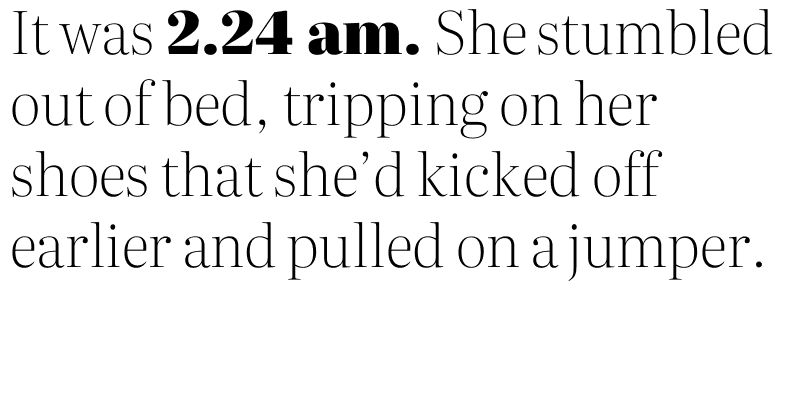 It was 2.24 am. She stumbled
out of bed, tripping on her
shoes that she’d kicked off
earlier and pulled on a jumper.